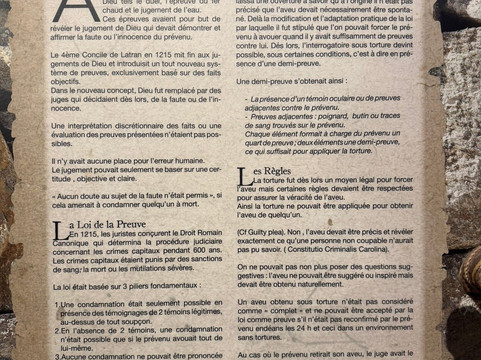 A
Dieu tels le duel, l'épreuve du fer
chaud et le jugement de l'eau.
Ces épreuves avaient pour but de
révéler le jugement de Dieu qui devait démontrer et
affirmer la faute ou l'innocence du prévenu.
Le 4ème Concile de Latran en 1215 mit fin aux ju-
gements de Dieu et introduisit un tout nouveau sys-
tème de preuves, exclusivement basé sur des faits
objectifs.
Dans le nouveau concept, Dieu fut remplacé par des
juges qui décidaient dès lors, de la faute ou de l'in-
nocence.
Une interprétation discrétionnaire des faits ou une
évaluation des preuves présentées n'étaient pas pos-
sibles.
Il n'y avait aucune place pour l'erreur humaine.
Le jugement pouvait seulement se baser sur une cer-
titude , objective et claire.
« Aucun doute au sujet de la faute n'était permis », si
cela amenait à condamner quelqu'un à mort.
La Loi de la Preuve
En 1215, les juristes conçurent le Droit Romain
Canonique qui détermina la procédure judiciaire
concernant les crimes capitaux pendant 600 ans.
Les crimes capitaux étaient punis par des sanctions
de sang, la mort ou les mutilations sévères.
La loi était basée sur 3 piliers fondamentaux :
1.Une condamnation était seulement possible en
présence des témoignages de 2 témoins légitimes,
au-dessus de tout soupçon.
2.En l'absence de 2 témoins, une condamnation
n'était possible que si le prévenu avouait tout de
lui-même.
3.Aucune condamnation ne pouvait être prononcée
laissa une ouverture à savoir qu'à l'origine il n'était pas
précisé que l'aveu devait nécessairement être sponta-
né. Delà la modification et l'adaptation pratique de la loi
par laquelle il fut stipulé que l'on pouvait forcer le pré-
venu à avouer quand il y avait suffisamment de preuves
contre lui. Dés lors, l'interrogatoire sous torture devint
possible, sous certaines conditions, c'est à dire en pré-
sence d'une demi-preuve.
Une demi-preuve s'obtenait ainsi :
- La présence d'un témoin oculaire ou de preuves
adjacentes contre le prévenu.
- Preuves adjacentes : poignard, butin ou traces
de sang trouvés sur le prévenu.
Chaque élément formait à charge du prévenu un
quart de preuve ; deux éléments une demi-preuve,
ce qui suffisait pour appliquer la torture.
Les Règles
La torture fut dès lors un moyen légal pour forcer
l'aveu mais certaines règles devaient être respectées
pour assurer la véracité de l'aveu.
Ainsi la torture ne pouvait être appliquée pour obtenir
l'aveu de quelqu'un.
(Cf Guilty plea). Non , l'aveu devait être précis et révéler
exactement ce qu'une personne non coupable n'aurait
pas pu savoir. ( Constitutio Criminalis Carolina).
On ne pouvait pas non plus poser des questions sug-
gestives : l'aveu ne pouvait être suggéré ou inspiré mais
devait être obtenu naturellement.
Un aveu obtenu sous torture n'était pas considéré
comme « complet » et ne pouvait être accepté par la
loi comme preuve s'il n'était pas reconfirmé par le pré-
venu endéans les 24 h et ceci dans un environnement
sans tortures.
Au cas où le prévenu retirait son aveu, le juge avait le